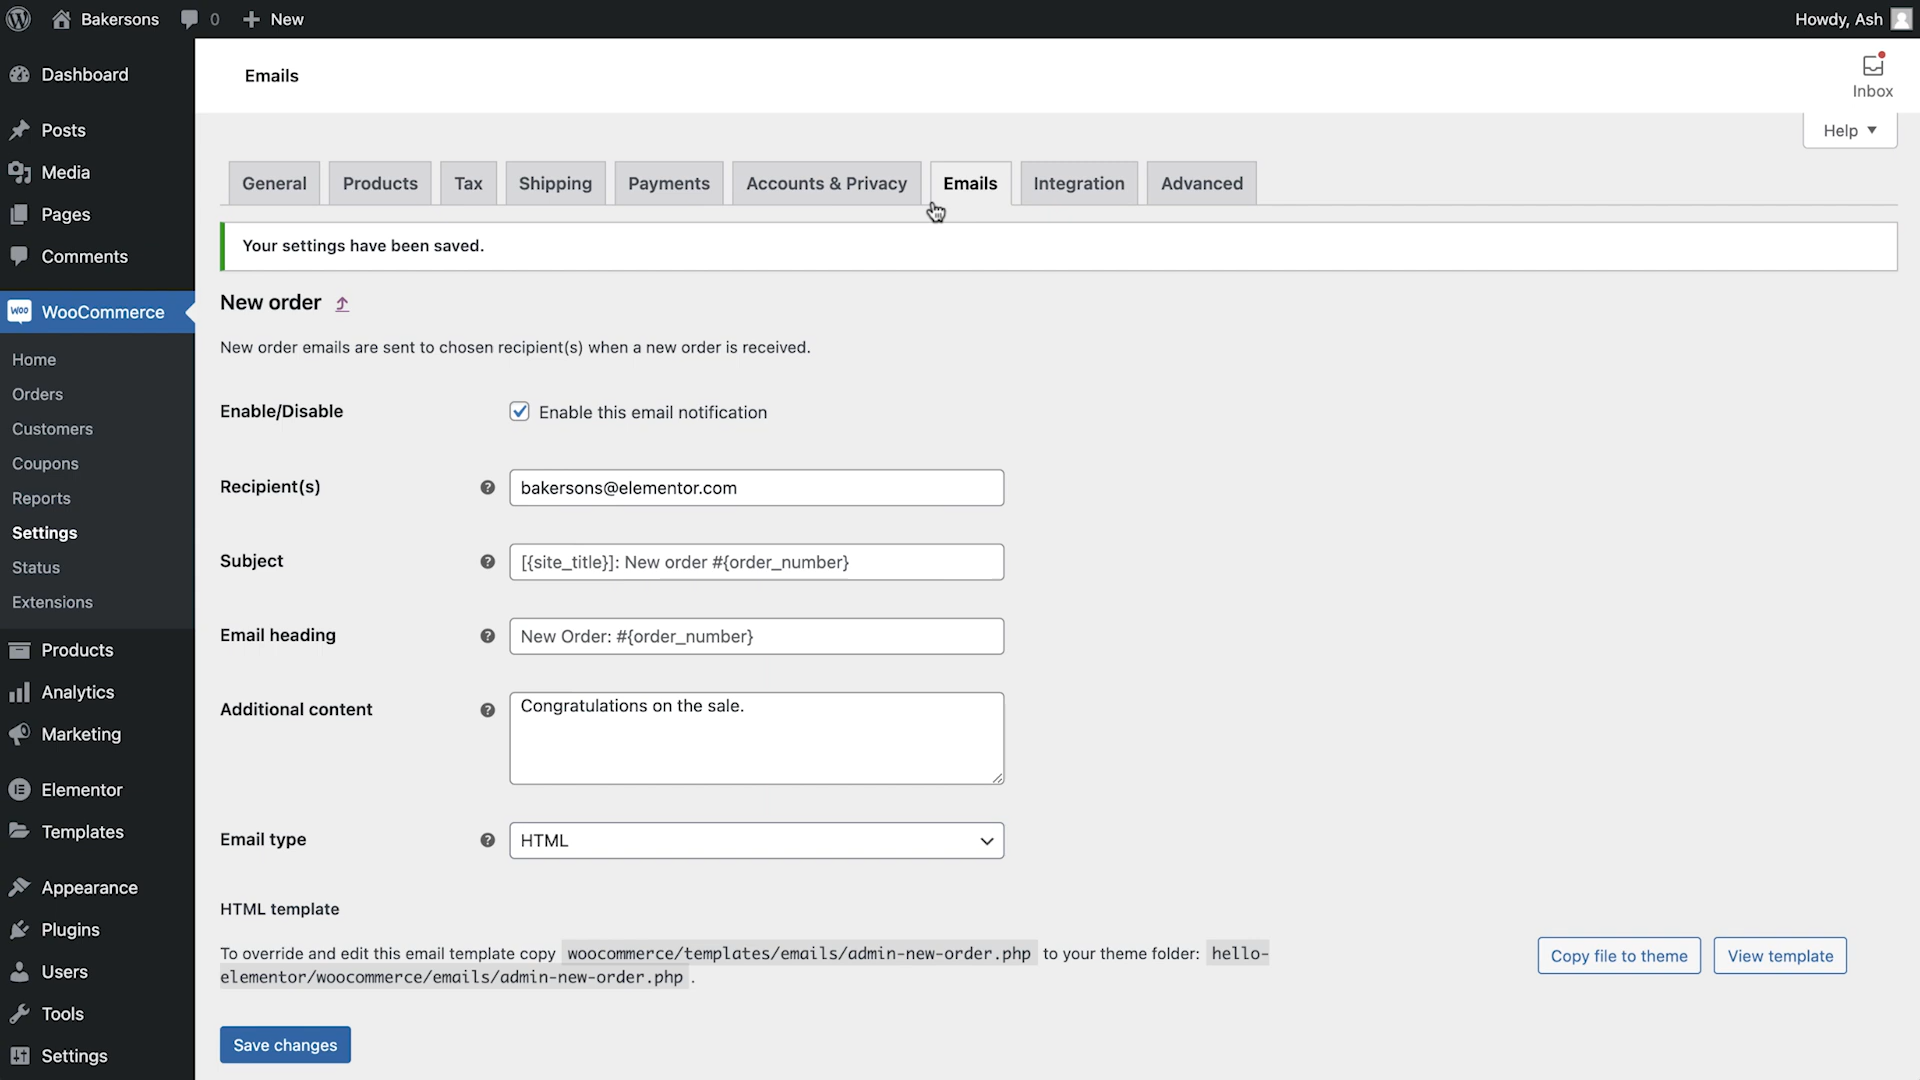 Bakersons
0
New
Howdy, Ash
Dashboard
Posts
Media
Pages
Comments
WOO
WooCommerce
Home
Orders
Customers
Coupons
Reports
Settings
Status
Extensions
Products
Analytics
Marketing
Elementor
Templates
Appearance
Plugins
Users
Tools
Settings
Emails
Inbox
Help
General
Products
Tax
Shipping
Payments
Accounts & Privacy
Emails
Integration
Advanced
Your settings have been saved.
New order
New order emails are sent to chosen recipient(s) when a new order is received.
Enable/Disable
Enable this email notification
Recipient(s)
bakersons@elementor.com
Subject
[{site_title}]: New order #{order_number}
Email heading
New Order: #{order_number}
Additional content
Congratulations on the sale.
Email type
HTML
HTML template
To override and edit this email template copy woocommerce/templates/emails/admin-new-order.php to your theme folder: hello-
elementor/woocommerce/emails/admin-new-order.php .
Copy file to theme
View template
Save changes